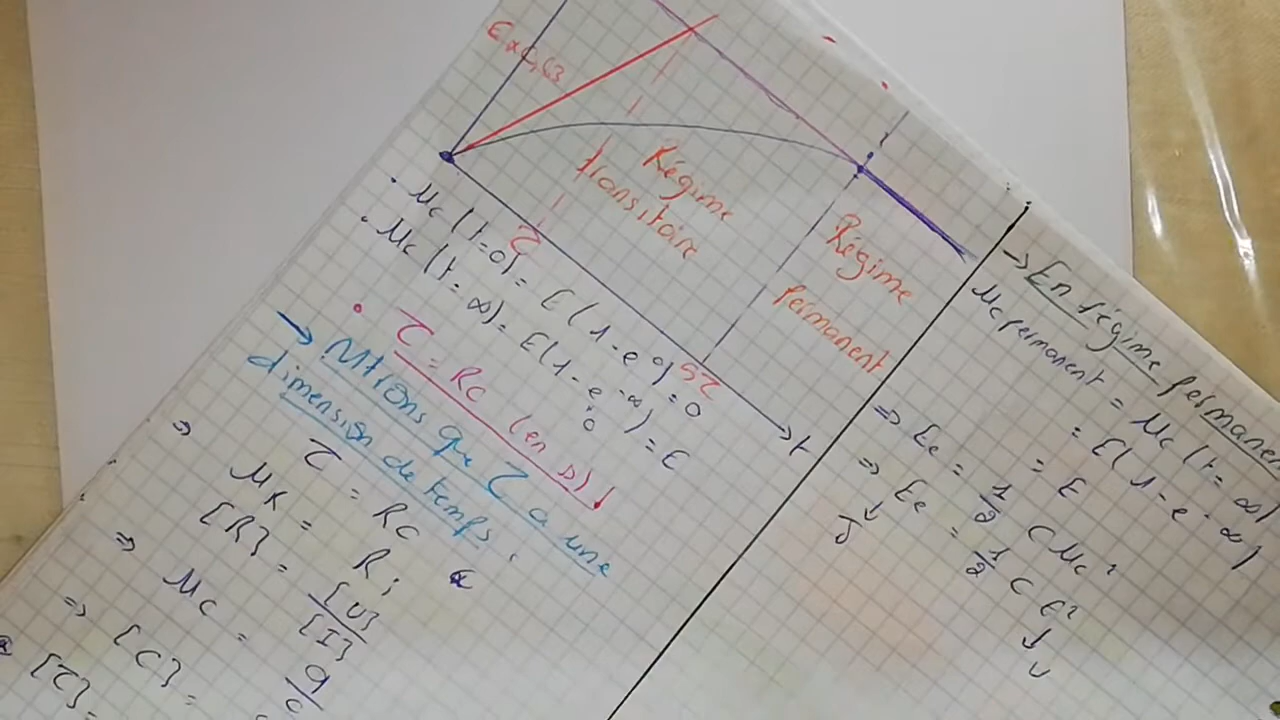 E×0,63
Régime
transitoire
Régime
permanent
τ
5τ
t
• Uc (t=0) = E (1 - e⁰) = 0
• Uc (t = ∞) = E(1 - e^-∞) = E
0
• τ = RC (en s) !
→ Mtrons que τ a une
dimension de temps.
⇒ τ = RC
UR = Ri
[R] = [U]/[I]
⇒ Uc = q/C
⇒ [C] =
[τ] =
→ En régime permanen
Uc permanent = Uc (t = ∞)
= E(1 - e^-∞)
= E
⇒ Ee = 1/2 C Uc²
⇒ Ee = 1/2 C E²
↓ ↓
J V